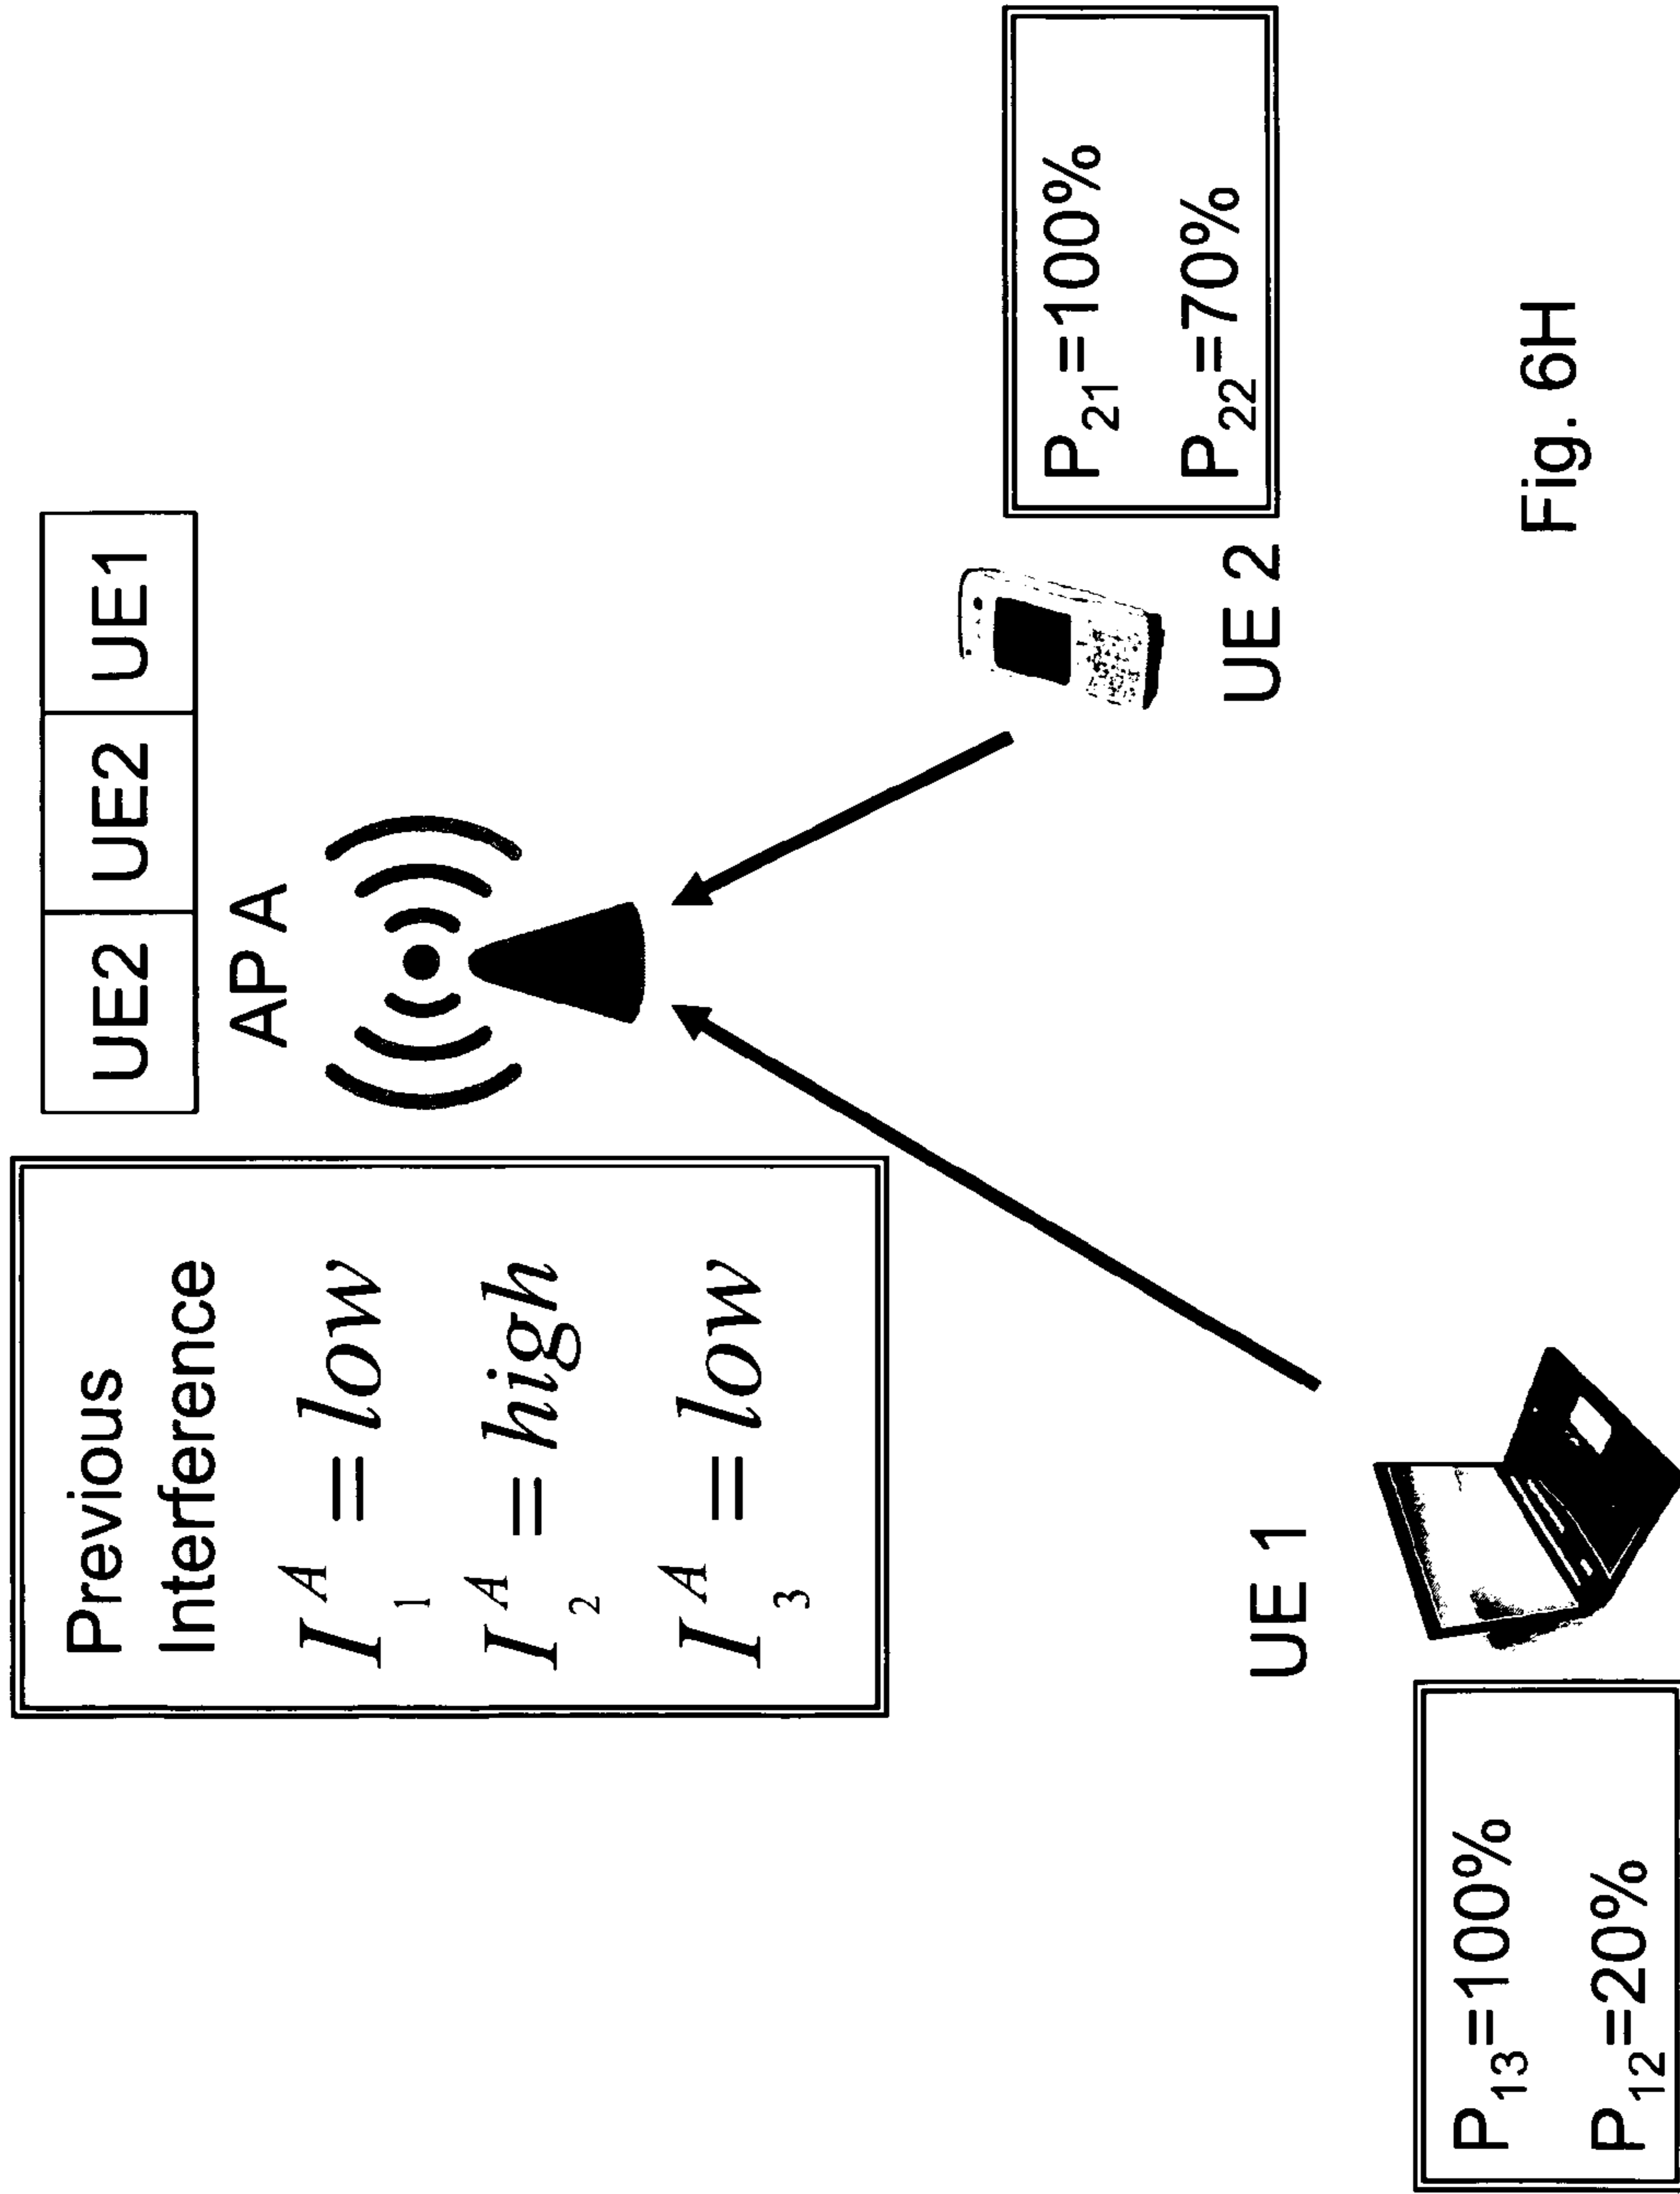 UE2 UE2 UE1
AP A
Previous
Interference
I^A_1 = low
I^A_2 = high
I^A_3 = low
UE 1
P13=100%
P12=20%
UE 2
P21=100%
P22=70%
Fig. 6H